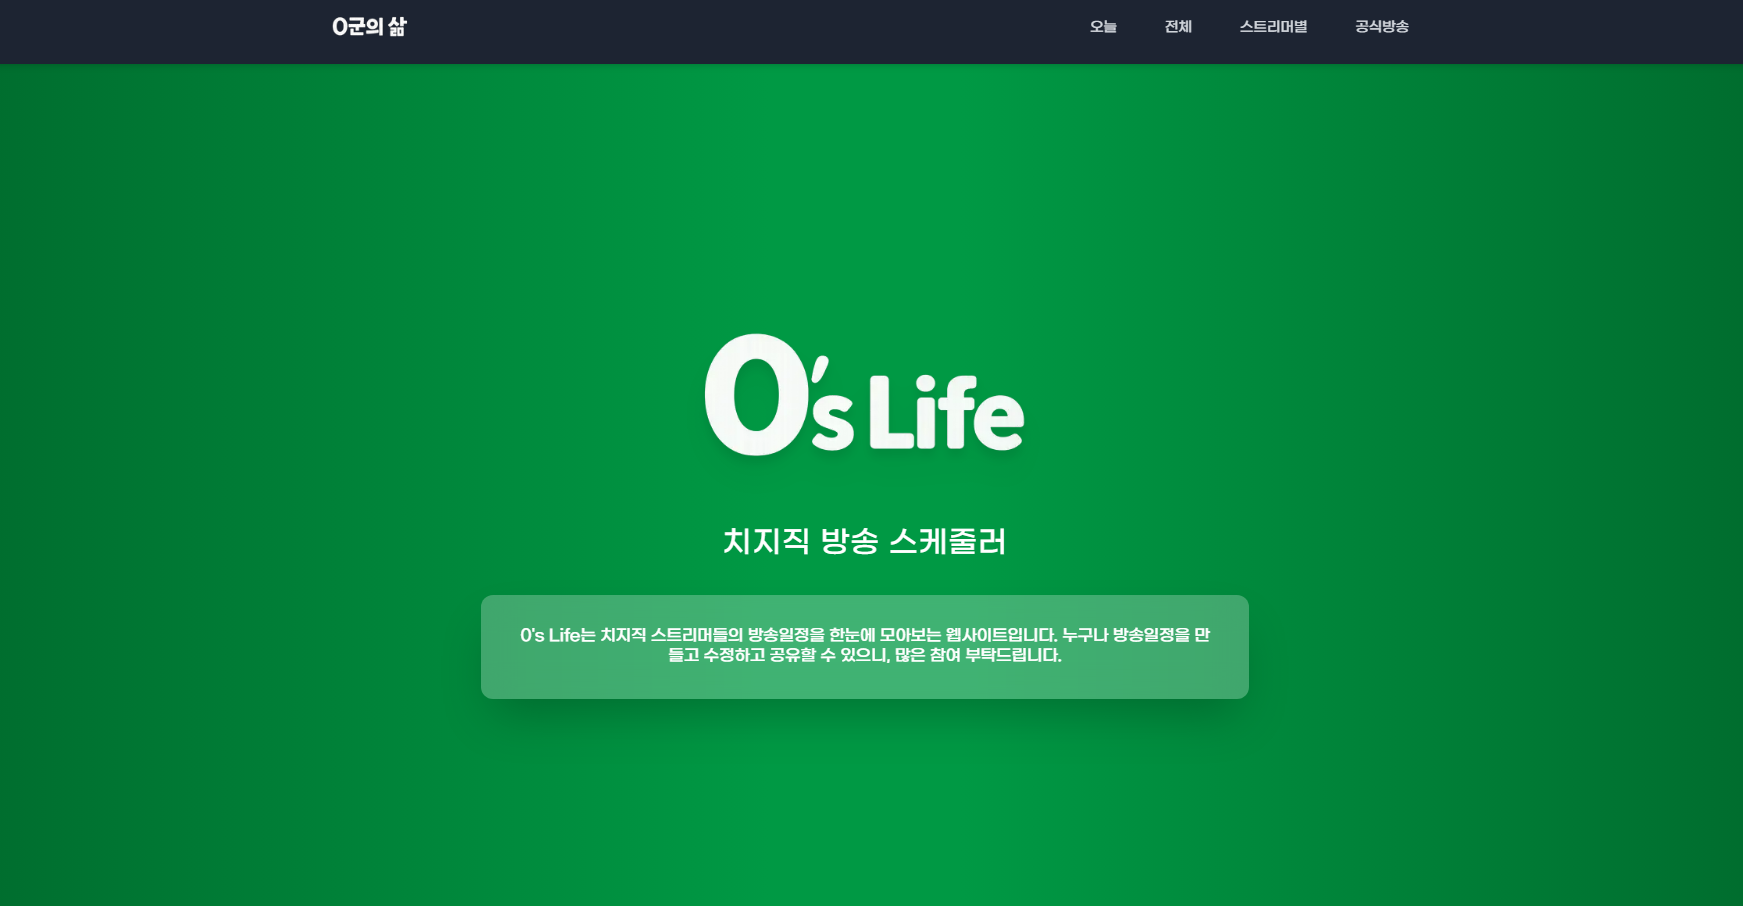 0군의 삶
오늘
전체
스트리머별
공식방송
0's Life
치지직 방송 스케줄러
0's Life는 치지직 스트리머들의 방송일정을 한눈에 모아보는 웹사이트입니다. 누구나 방송일정을 만
들고 수정하고 공유할 수 있으니, 많은 참여 부탁드립니다.